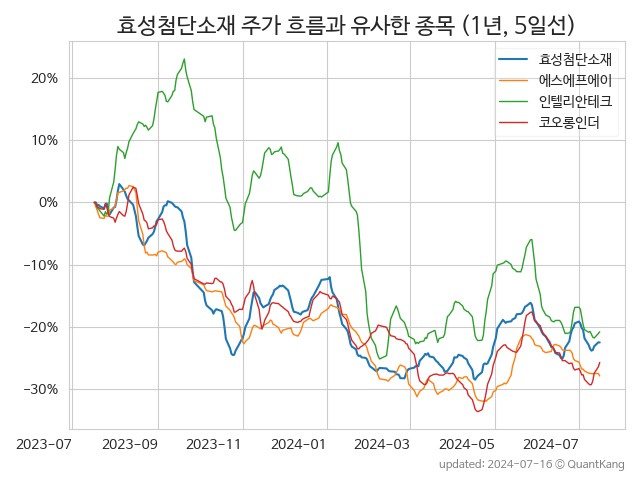 효성첨단소재 주가 흐름과 유사한 종목 (1년, 5일선)
효성첨단소재
에스에프에이
인텔리안테크
코오롱인더
20%
10%
0%
−10%
−20%
−30%
2023-07 2023-09 2023-11 2024-01 2024-03 2024-05 2024-07
updated: 2024-07-16 © QuantKang